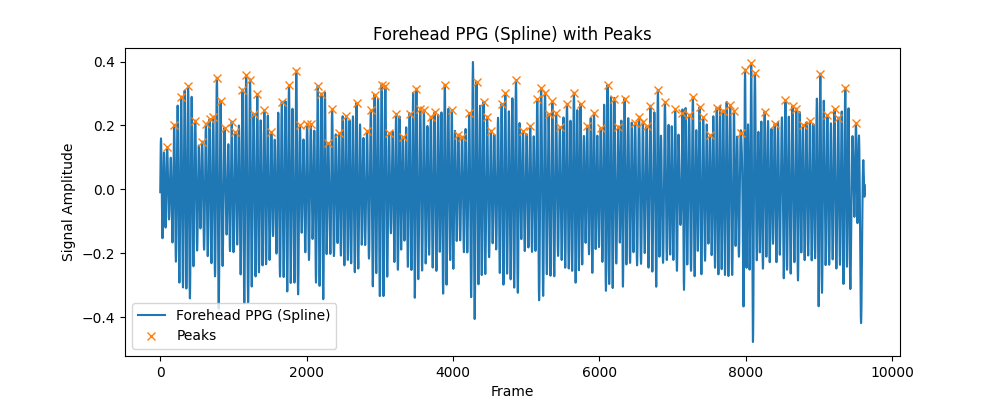 Forehead PPG (Spline) with Peaks
0.4
0.2
0.0
−0.2
−0.4
Signal Amplitude
Forehead PPG (Spline)
Peaks
0
2000
4000
6000
8000
10000
Frame